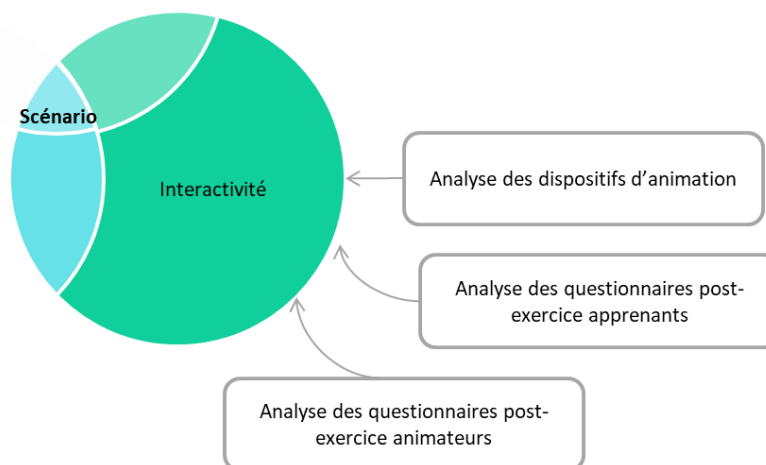 Scénario
Interactivité
Analyse des dispositifs d’animation
Analyse des questionnaires post-
exercice apprenants
Analyse des questionnaires post-
exercice animateurs